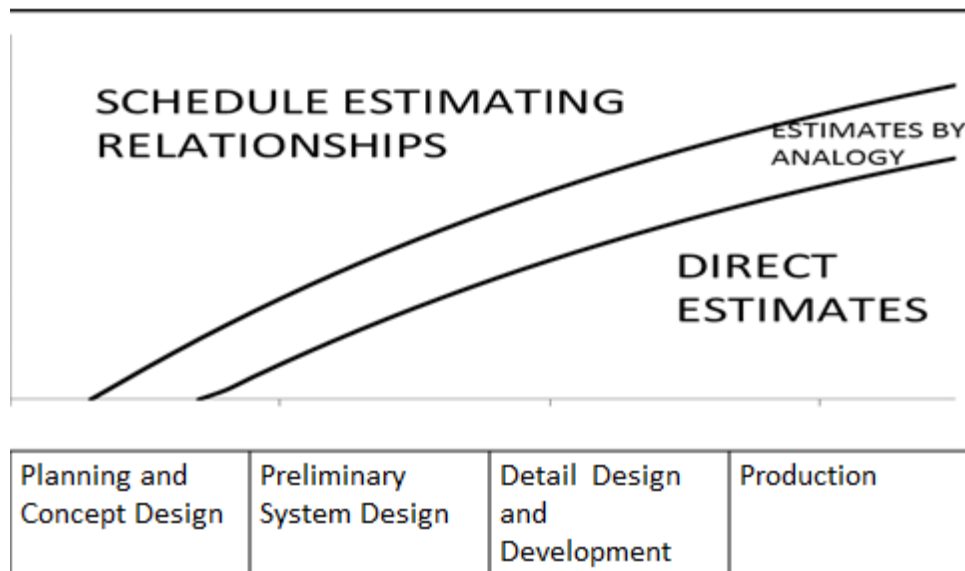 SCHEDULE ESTIMATING
RELATIONSHIPS
ESTIMATES BY
ANALOGY
DIRECT
ESTIMATES
Planning and
Concept Design
Preliminary
System Design
Detail Design
and
Development
Production